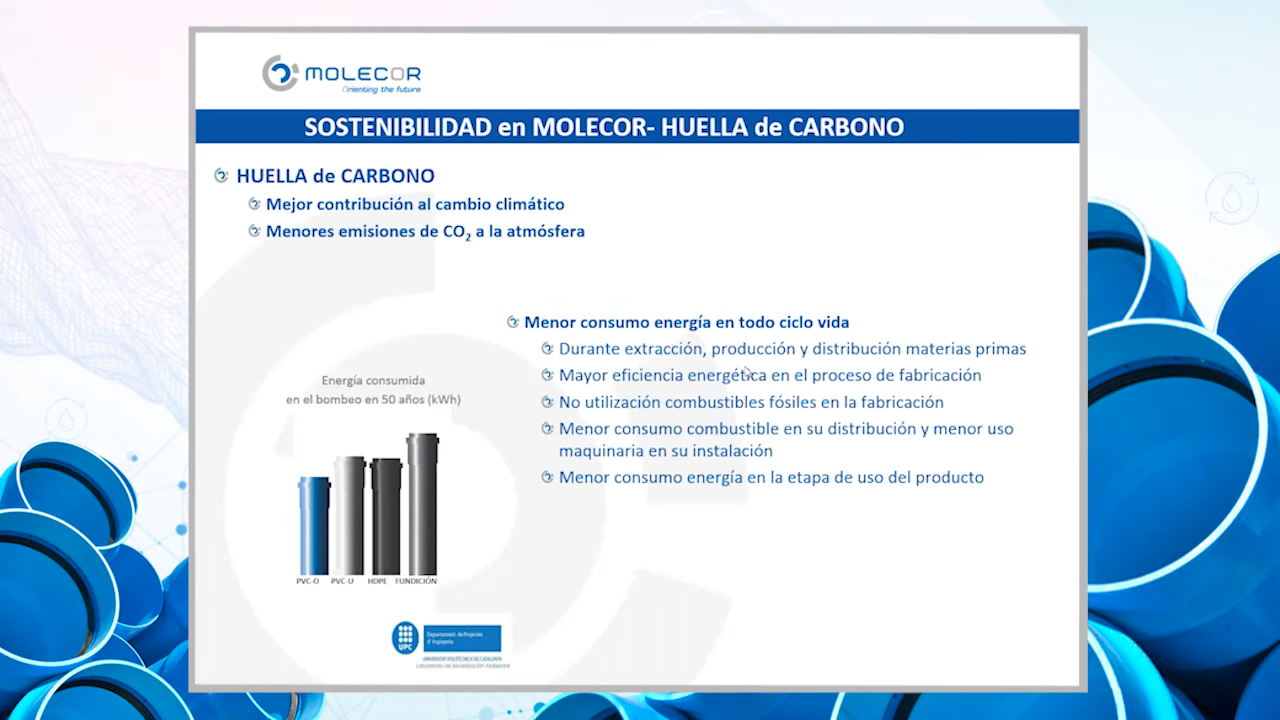 MOLECOR
Orienting the future
SOSTENIBILIDAD en MOLECOR- HUELLA de CARBONO
HUELLA de CARBONO
Mejor contribución al cambio climático
Menores emisiones de CO2 a la atmósfera
Menor consumo energía en todo ciclo vida
Durante extracción, producción y distribución materias primas
Mayor eficiencia energética en el proceso de fabricación
No utilización combustibles fósiles en la fabricación
Menor consumo combustible en su distribución y menor uso
maquinaria en su instalación
Menor consumo energía en la etapa de uso del producto
Energía consumida
en el bombeo en 50 años (kWh)
PVC-O PVC-U HDPE FUNDICIÓN
UPC
Departament de Projectes
d'Enginyeria
UNIVERSITAT POLITÈCNICA DE CATALUNYA
Laboratorio de Modelización Ambiental